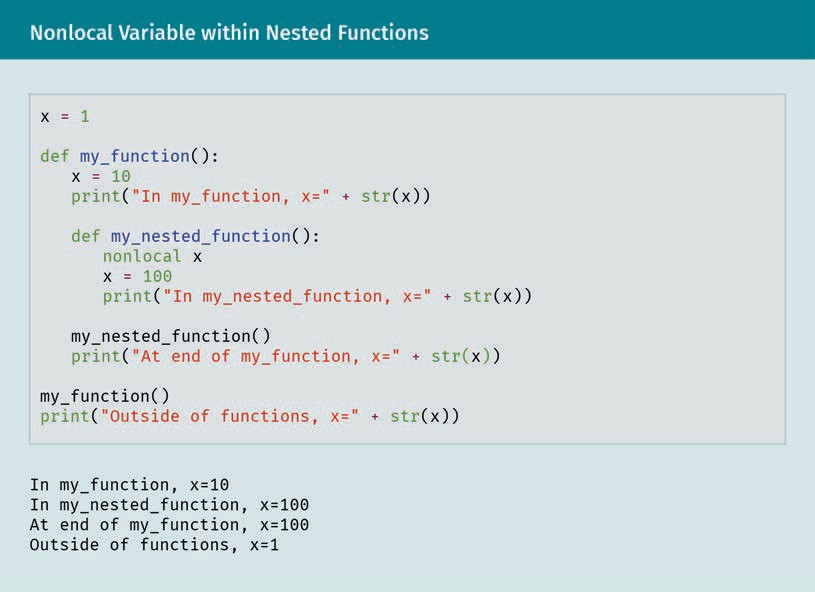 Nonlocal Variable within Nested Functions
x = 1
def my_function():
x = 10
print("In my_function, x=" + str(x))
def my_nested_function():
nonlocal x
x = 100
print("In my_nested_function, x=" + str(x))
my_nested_function()
print("At end of my_function, x=" + str(x))
my_function()
print("Outside of functions, x=" + str(x))
In my_function, x=10
In my_nested_function, x=100
At end of my_function, x=100
Outside of functions, x=1